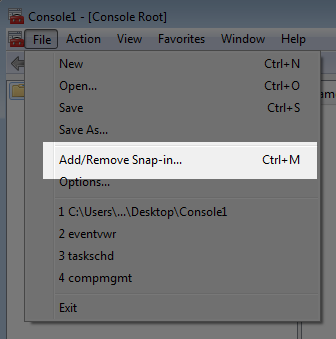 Console1 - [Console Root]
File Action View Favorites Window Help
New Ctrl+N
Open... Ctrl+O
Save Ctrl+S
Save As...
Add/Remove Snap-in... Ctrl+M
Options...
1 C:\Users\...\Desktop\Console1
2 eventvwr
3 taskschd
4 compmgmt
Exit